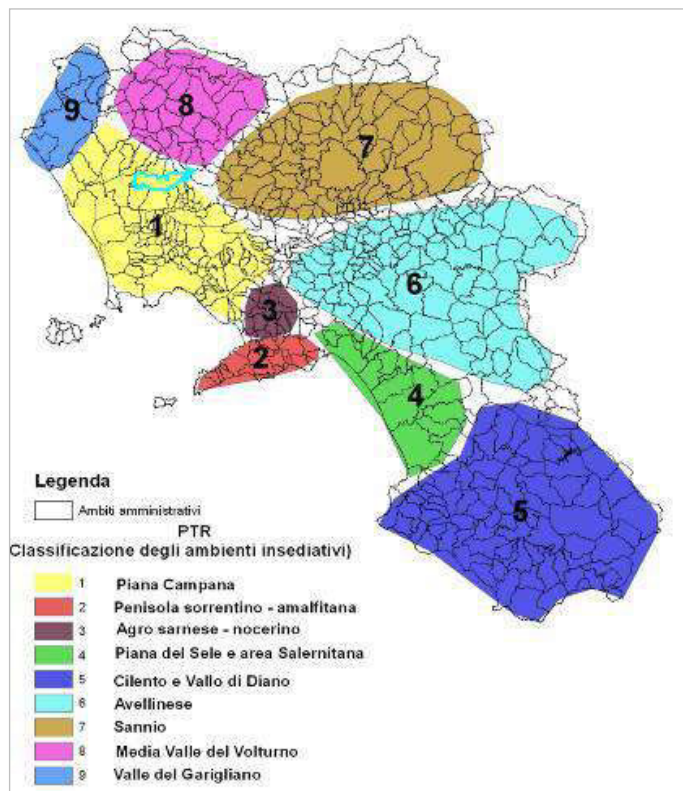 9
8
7
1
6
3
2
4
5
Legenda
Ambiti amministrativi
PTR
Classificazione degli ambienti insediativi)
1 Piana Campana
2 Penisola sorrentino - amalfitana
3 Agro sarnese - nocerino
4 Piana del Sele e area Salernitana
5 Cilento e Vallo di Diano
6 Avellinese
7 Sannio
8 Media Valle del Volturno
9 Valle del Garigliano